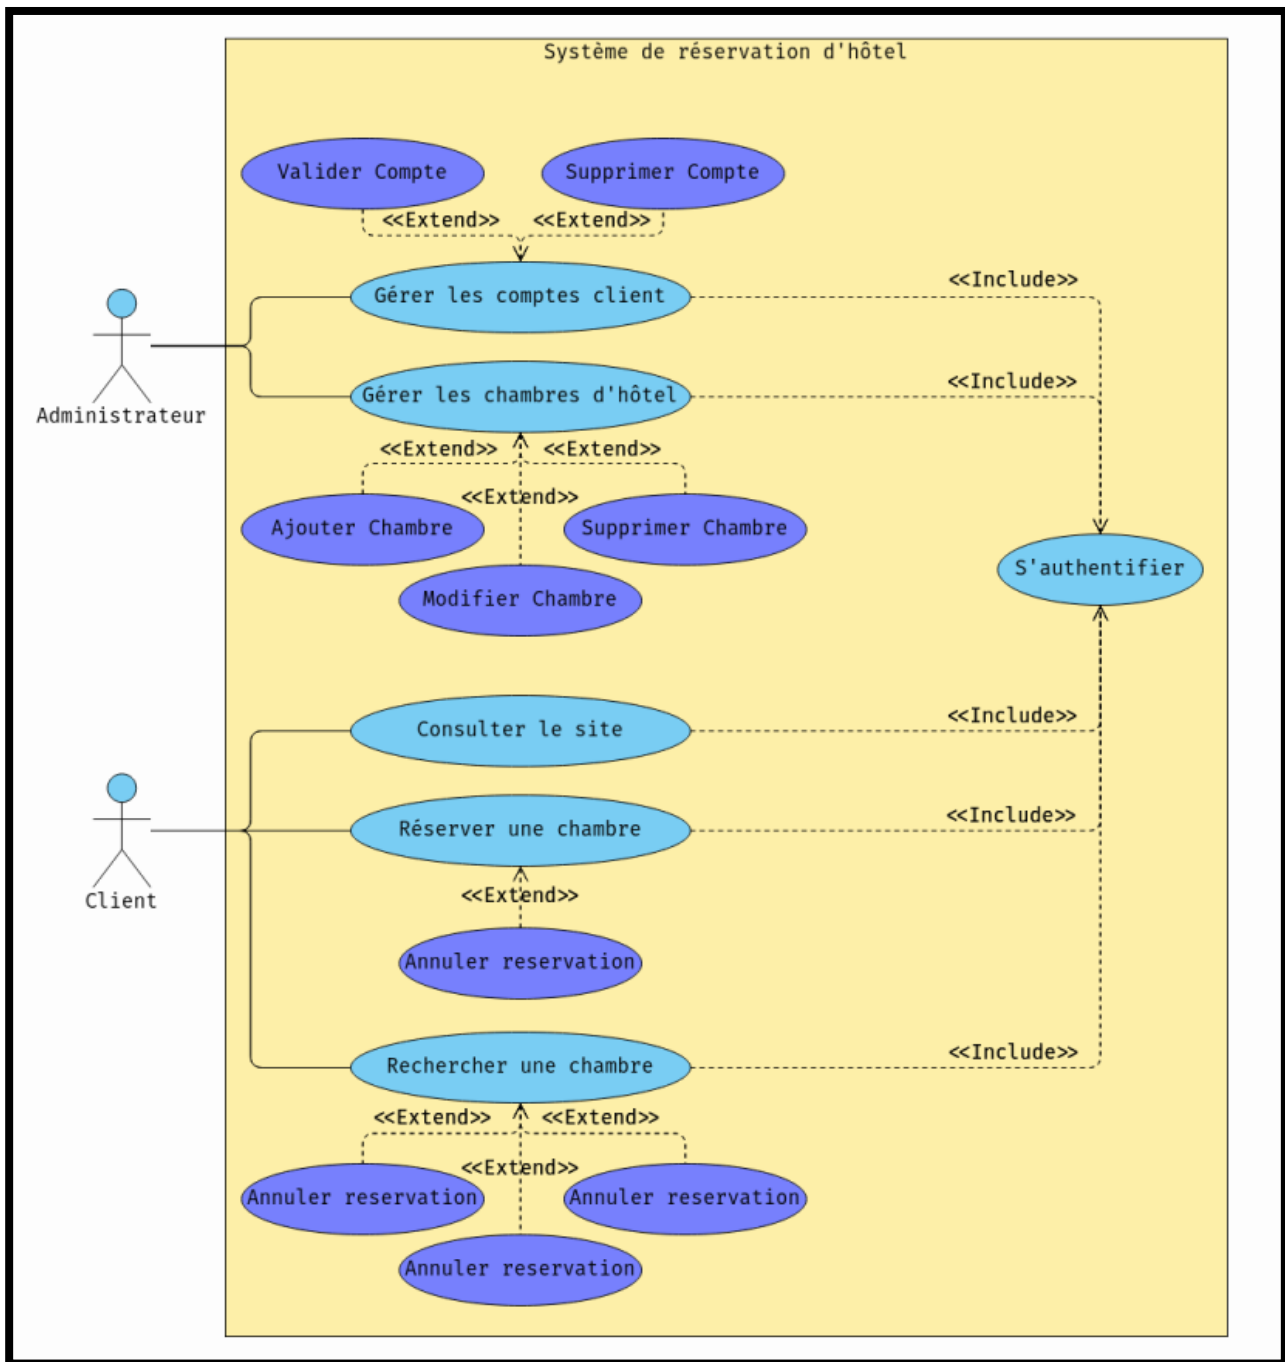 Système de réservation d'hôtel
Valider Compte
Supprimer Compte
<<Extend>>
<<Extend>>
Gérer les comptes client
<<Include>>
Administrateur
Gérer les chambres d'hôtel
<<Include>>
<<Extend>>
<<Extend>>
<<Extend>>
Ajouter Chambre
Supprimer Chambre
Modifier Chambre
S'authentifier
Consulter le site
<<Include>>
Client
Réserver une chambre
<<Include>>
<<Extend>>
Annuler reservation
Rechercher une chambre
<<Include>>
<<Extend>>
<<Extend>>
<<Extend>>
Annuler reservation
Annuler reservation
Annuler reservation